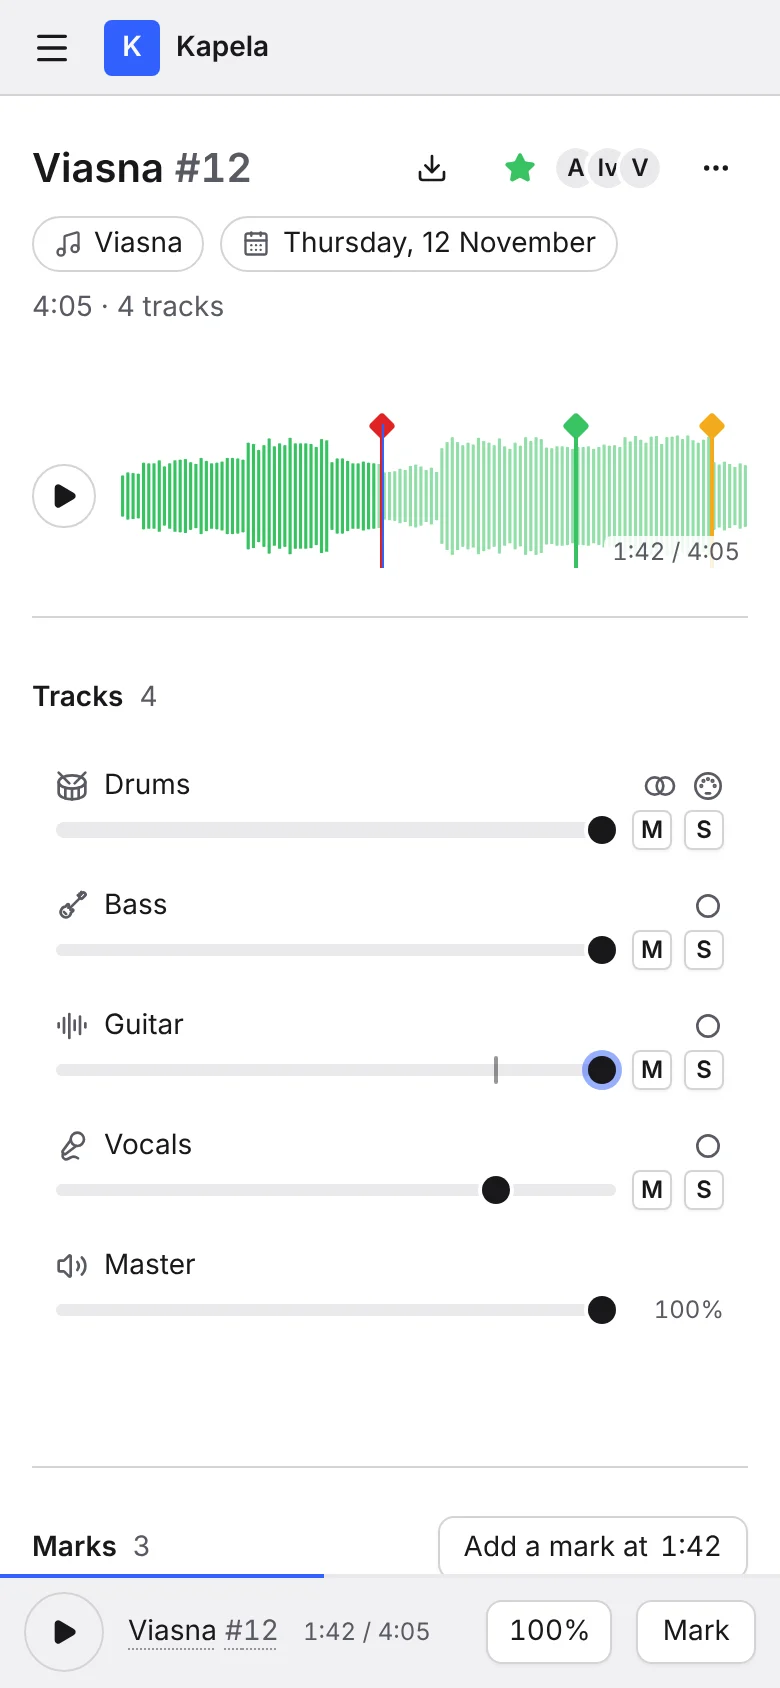 K Kapela
Viasna #12
A Iv V
Viasna
Thursday, 12 November
4:05 · 4 tracks
1:42 / 4:05
Tracks 4
Drums
M S
Bass
M S
Guitar
M S
Vocals
M S
Master
100%
Marks 3
Add a mark at 1:42
Viasna #12 1:42 / 4:05 100% Mark